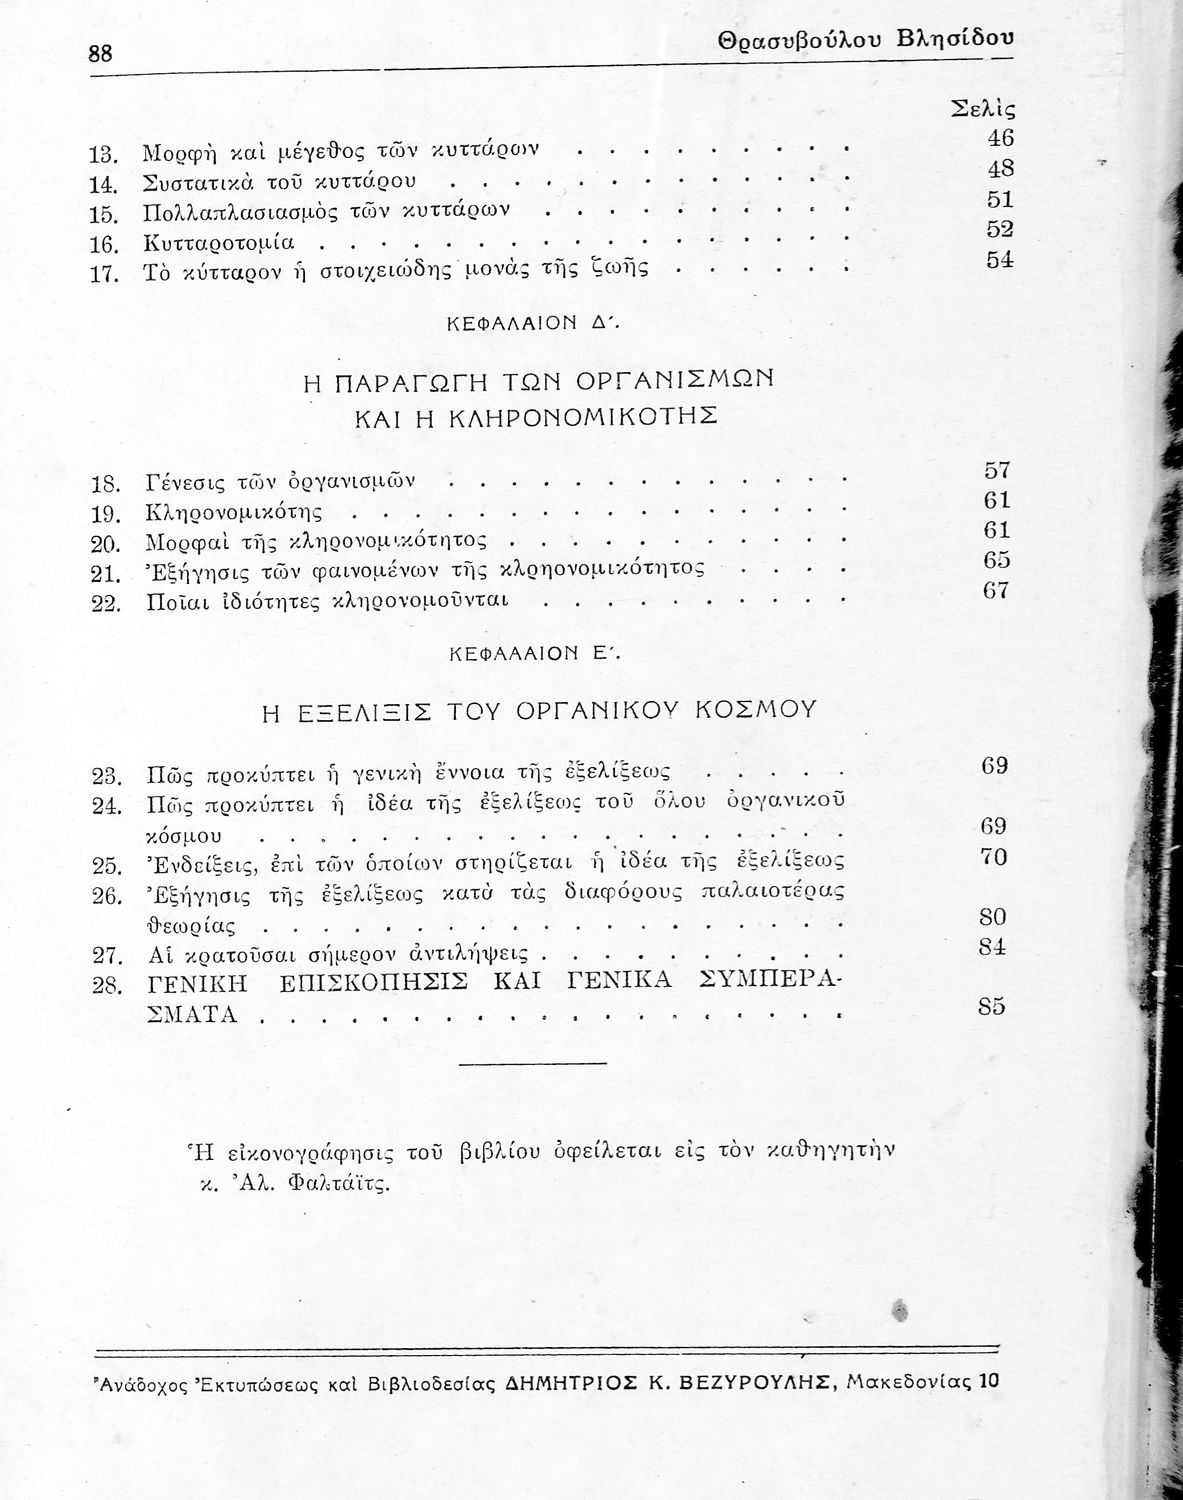 88
Θρασυβούλου Βλησίδου
Σελὶς
13. Μορφὴ καὶ μέγεθος τῶν κυττάρων . . . . . . . . . 46
14. Συστατικὰ τοῦ κυττάρου . . . . . . . . . . . . . 48
15. Πολλαπλασιασμὸς τῶν κυττάρων . . . . . . . . . . 51
16. Κυτταροτομία . . . . . . . . . . . . . . . . . 52
17. Τὸ κύτταρον ἡ στοιχειώδης μονὰς τῆς ζωῆς . . . . . . 54
ΚΕΦΑΛΑΙΟΝ Δ΄.
Η ΠΑΡΑΓΩΓΗ ΤΩΝ ΟΡΓΑΝΙΣΜΩΝ
ΚΑΙ Η ΚΛΗΡΟΝΟΜΙΚΟΤΗΣ
18. Γένεσις τῶν ὀργανισμῶν . . . . . . . . . . . . . 57
19. Κληρονομικότης . . . . . . . . . . . . . . . . 61
20. Μορφαὶ τῆς κληρονομικότητος . . . . . . . . . . . 61
21. Ἐξήγησις τῶν φαινομένων τῆς κλρηονομικότητος . . . . 65
22. Ποῖαι ἰδιότητες κληρονομοῦνται . . . . . . . . . . 67
ΚΕΦΑΛΑΙΟΝ Ε΄.
Η ΕΞΕΛΙΞΙΣ ΤΟΥ ΟΡΓΑΝΙΚΟΥ ΚΟΣΜΟΥ
23. Πῶς προκύπτει ἡ γενικὴ ἔννοια τῆς ἐξελίξεως . . . . . 69
24. Πῶς προκύπτει ἡ ἰδέα τῆς ἐξελίξεως τοῦ ὅλου ὀργανικοῦ
κόσμου . . . . . . . . . . . . . . . . . . . 69
25. Ἐνδείξεις, ἐπὶ τῶν ὁποίων στηρίζεται ἡ ἰδέα τῆς ἐξελίξεως 70
26. Ἐξήγησις τῆς ἐξελίξεως κατὰ τὰς διαφόρους παλαιοτέρας
θεωρίας . . . . . . . . . . . . . . . . . . . 80
27. Αἱ κρατοῦσαι σήμερον ἀντιλήψεις . . . . . . . . . . 84
28. ΓΕΝΙΚΗ ΕΠΙΣΚΟΠΗΣΙΣ ΚΑΙ ΓΕΝΙΚΑ ΣΥΜΠΕΡΑ-
ΣΜΑΤΑ . . . . . . . . . . . . . . . . . . . 85
Ἡ εἰκονογράφησις τοῦ βιβλίου ὀφείλεται εἰς τὸν καθηγητὴν
κ. Ἀλ. Φαλτάϊτς.
Ἀνάδοχος Ἐκτυπώσεως καὶ Βιβλιοδεσίας ΔΗΜΗΤΡΙΟΣ Κ. ΒΕΖΥΡΟΥΛΗΣ, Μακεδονίας 10